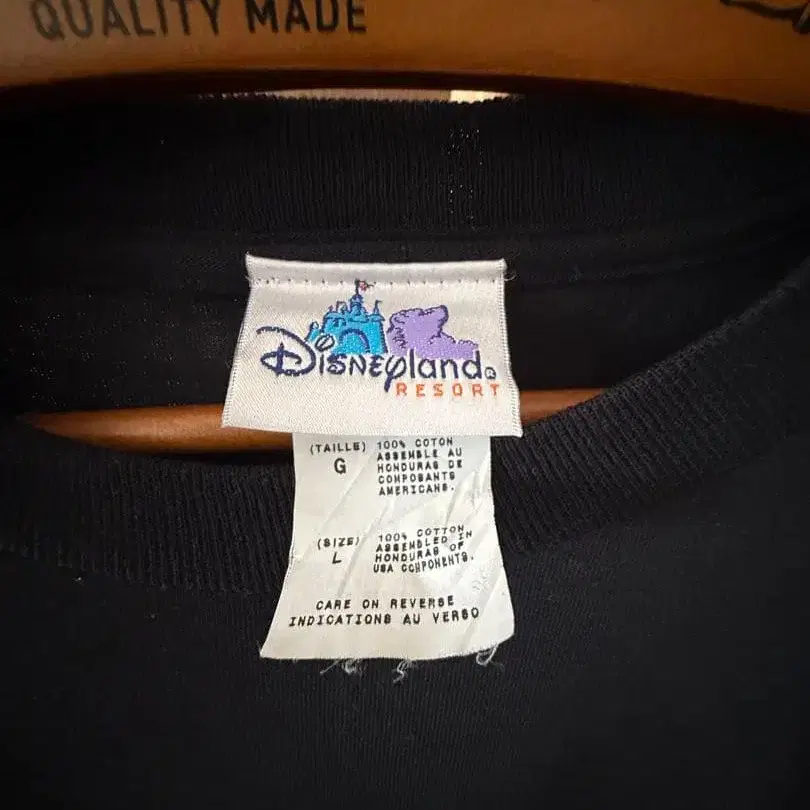 QUALITY MADE
Disneyland®
RESORT
(TAILLE) 100% COTON
G ASSEMBLE AU
HONDURAS DE
COMPOSANTS
AMERICANS.
(SIZE) 100% COTTON
L ASSEMBLED IN
HONDURAS OF
USA COMPONENTS.
CARE ON REVERSE
INDICATIONS AU VERSO